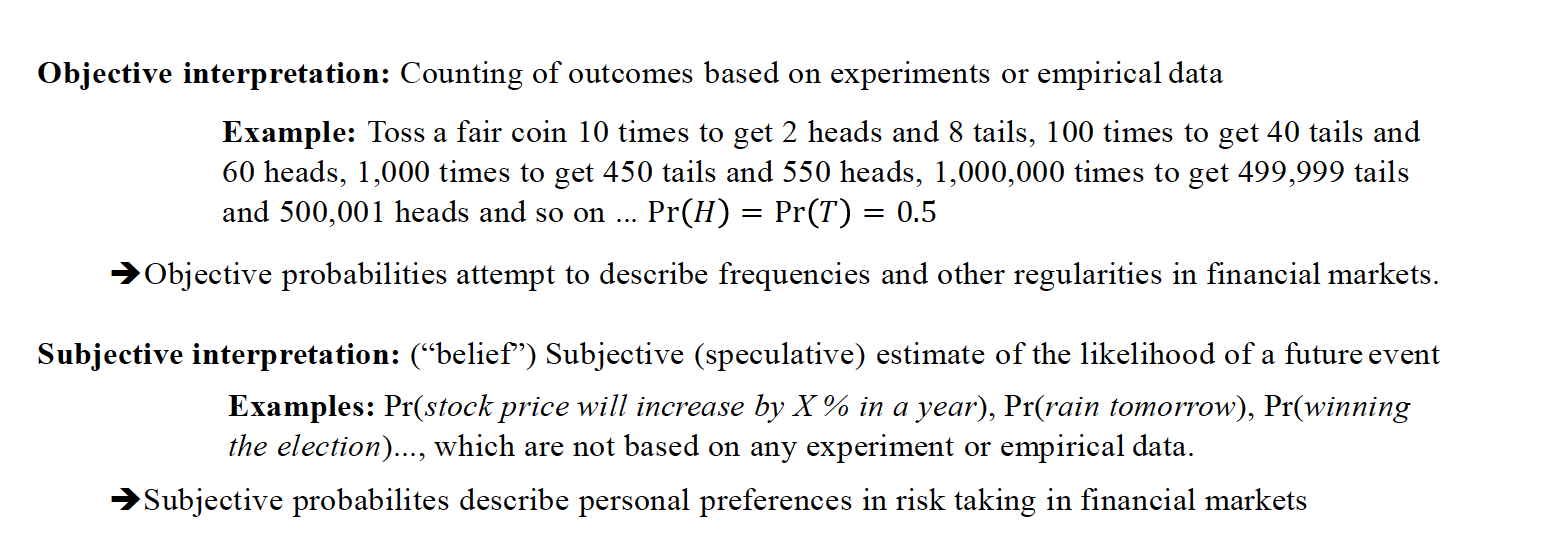 Objective interpretation: Counting of outcomes based on experiments or empirical data
Example: Toss a fair coin 10 times to get 2 heads and 8 tails, 100 times to get 40 tails and
60 heads, 1,000 times to get 450 tails and 550 heads, 1,000,000 times to get 499,999 tails
and 500,001 heads and so on ... Pr(H) = Pr(T) = 0.5
➔Objective probabilities attempt to describe frequencies and other regularities in financial markets.
Subjective interpretation: (“belief”) Subjective (speculative) estimate of the likelihood of a future event
Examples: Pr(stock price will increase by X % in a year), Pr(rain tomorrow), Pr(winning
the election)..., which are not based on any experiment or empirical data.
➔Subjective probabilites describe personal preferences in risk taking in financial markets